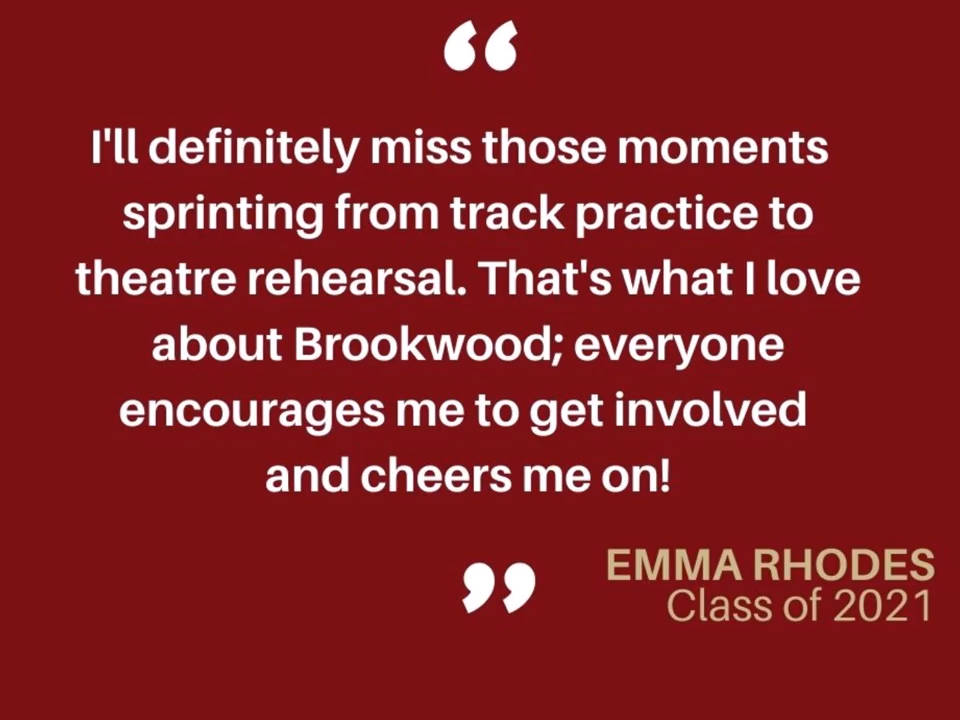 “
I'll definitely miss those moments
sprinting from track practice to
theatre rehearsal. That's what I love
about Brookwood; everyone
encourages me to get involved
and cheers me on!
”
EMMA RHODES
Class of 2021